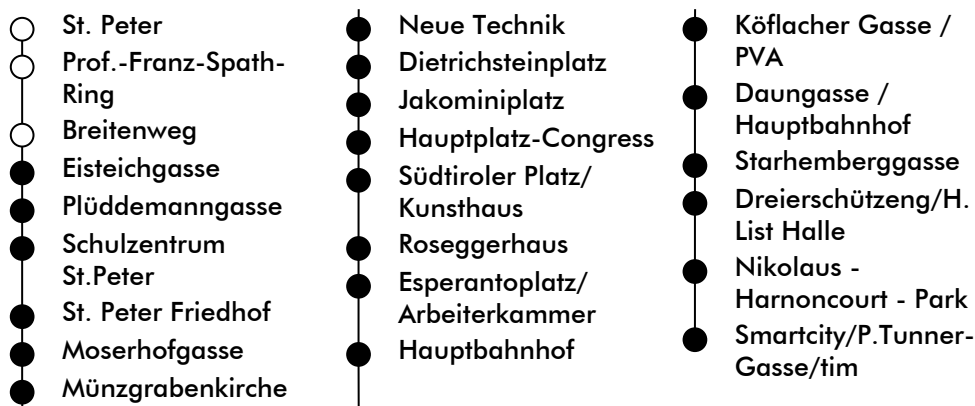 St. Peter
Prof.-Franz-Spath-
Ring
Breitenweg
Eisteichgasse
Plüddemanngasse
Schulzentrum
St.Peter
St. Peter Friedhof
Moserhofgasse
Münzgrabenkirche
Neue Technik
Dietrichsteinplatz
Jakominiplatz
Hauptplatz-Congress
Südtiroler Platz/
Kunsthaus
Roseggerhaus
Esperantoplatz/
Arbeiterkammer
Hauptbahnhof
Köflacher Gasse /
PVA
Daungasse /
Hauptbahnhof
Starhemberggasse
Dreierschützeng/H.
List Halle
Nikolaus -
Harnoncourt - Park
Smartcity/P.Tunner-
Gasse/tim